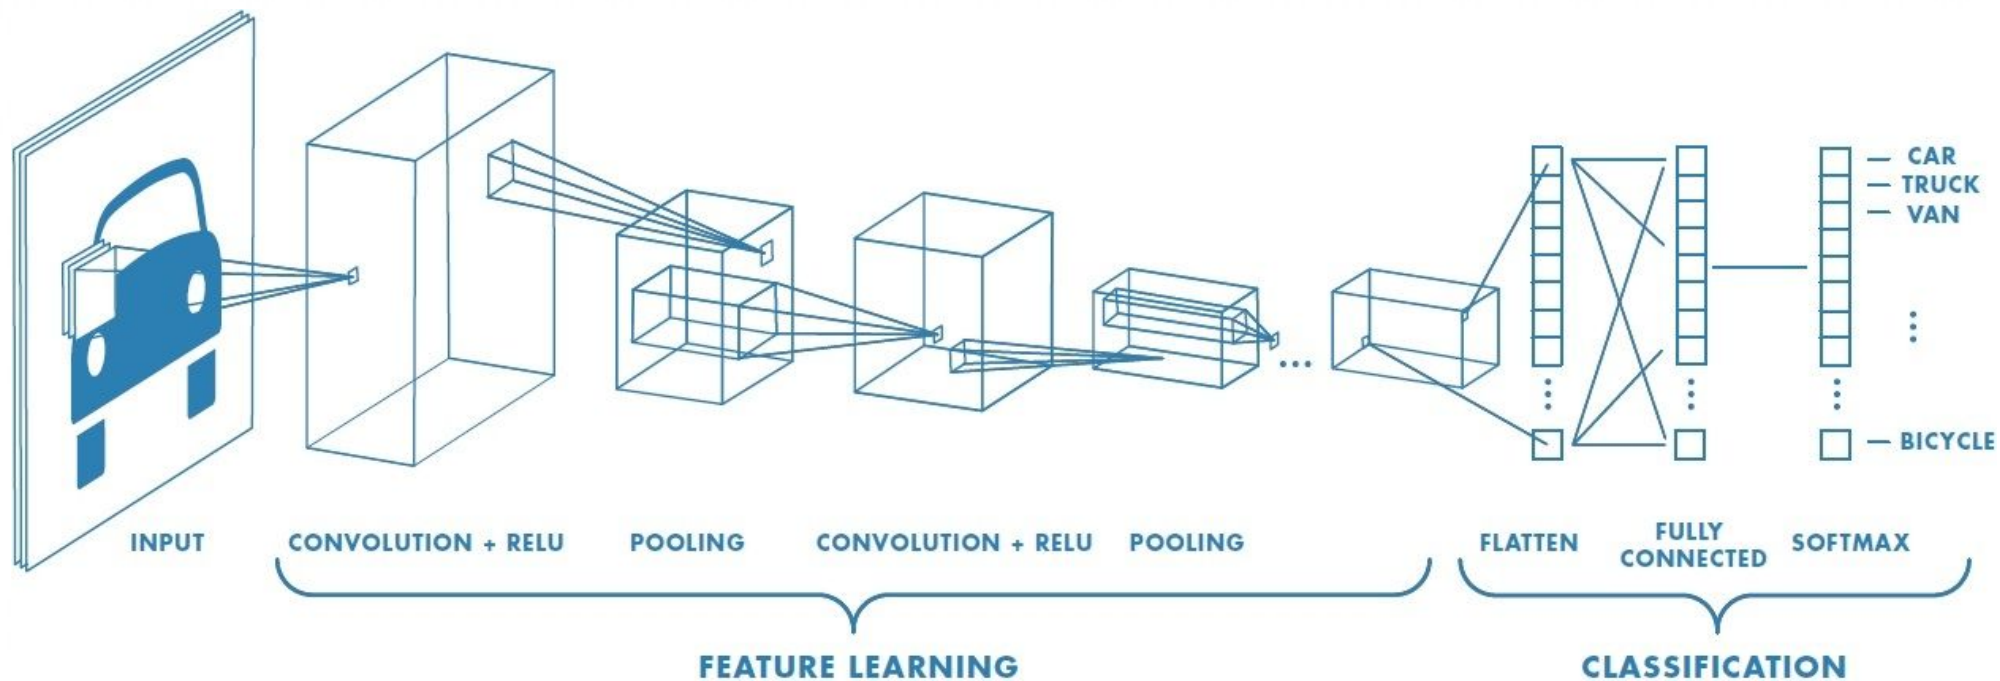 CAR
TRUCK
VAN
BICYCLE
INPUT
CONVOLUTION + RELU
POOLING
CONVOLUTION + RELU
POOLING
FLATTEN
FULLY
CONNECTED
SOFTMAX
FEATURE LEARNING
CLASSIFICATION